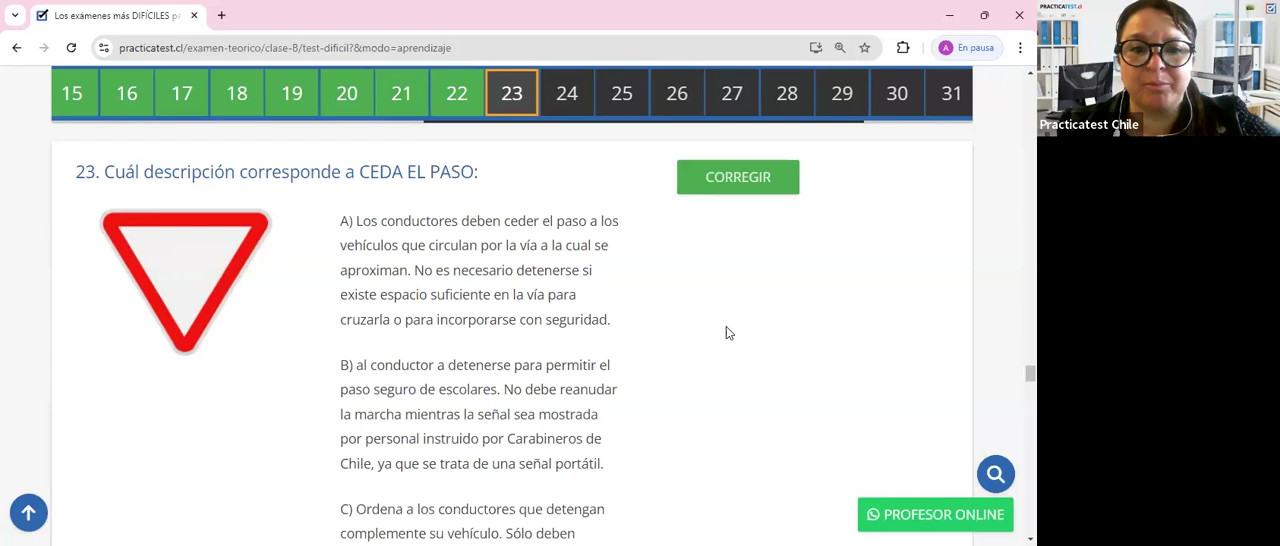 Los exámenes más DIFÍCILES pa
practicatest.cl/examen-teorico/clase-B/test-dificil?&modo=aprendizaje
A
En pausa
PRACTICATEST.cl
Practicatest Chile
15 16 17 18 19 20 21 22 23 24 25 26 27 28 29 30 31
23. Cuál descripción corresponde a CEDA EL PASO:
CORREGIR
A) Los conductores deben ceder el paso a los
vehículos que circulan por la vía a la cual se
aproximan. No es necesario detenerse si
existe espacio suficiente en la vía para
cruzarla o para incorporarse con seguridad.
B) al conductor a detenerse para permitir el
paso seguro de escolares. No debe reanudar
la marcha mientras la señal sea mostrada
por personal instruido por Carabineros de
Chile, ya que se trata de una señal portátil.
C) Ordena a los conductores que detengan
complemente su vehículo. Sólo deben
PROFESOR ONLINE